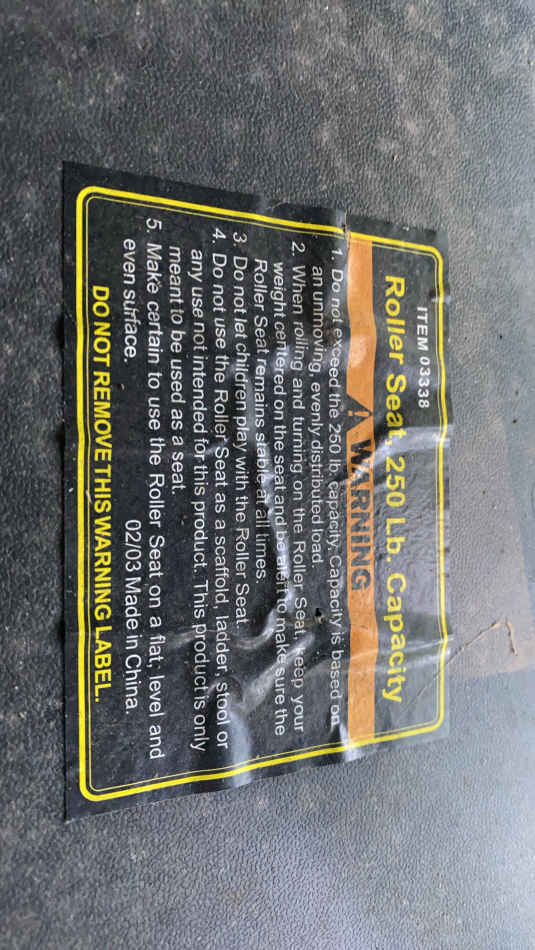 ITEM 03338
Roller Seat, 250 Lb. Capacity
WARNING
1. Do not exceed the 250 lb. capacity. Capacity is based on
an unmoving, evenly distributed load.
2. When rolling and turning on the Roller Seat, keep your
weight centered on the seat and be alert to make sure the
Roller Seat remains stable at all times.
3. Do not let children play with the Roller Seat.
4. Do not use the Roller Seat as a scaffold, ladder, stool or
any use not intended for this product. This product is only
meant to be used as a seat.
5. Make certain to use the Roller Seat on a flat, level and
even surface.
02/03 Made in China.
DO NOT REMOVE THIS WARNING LABEL.